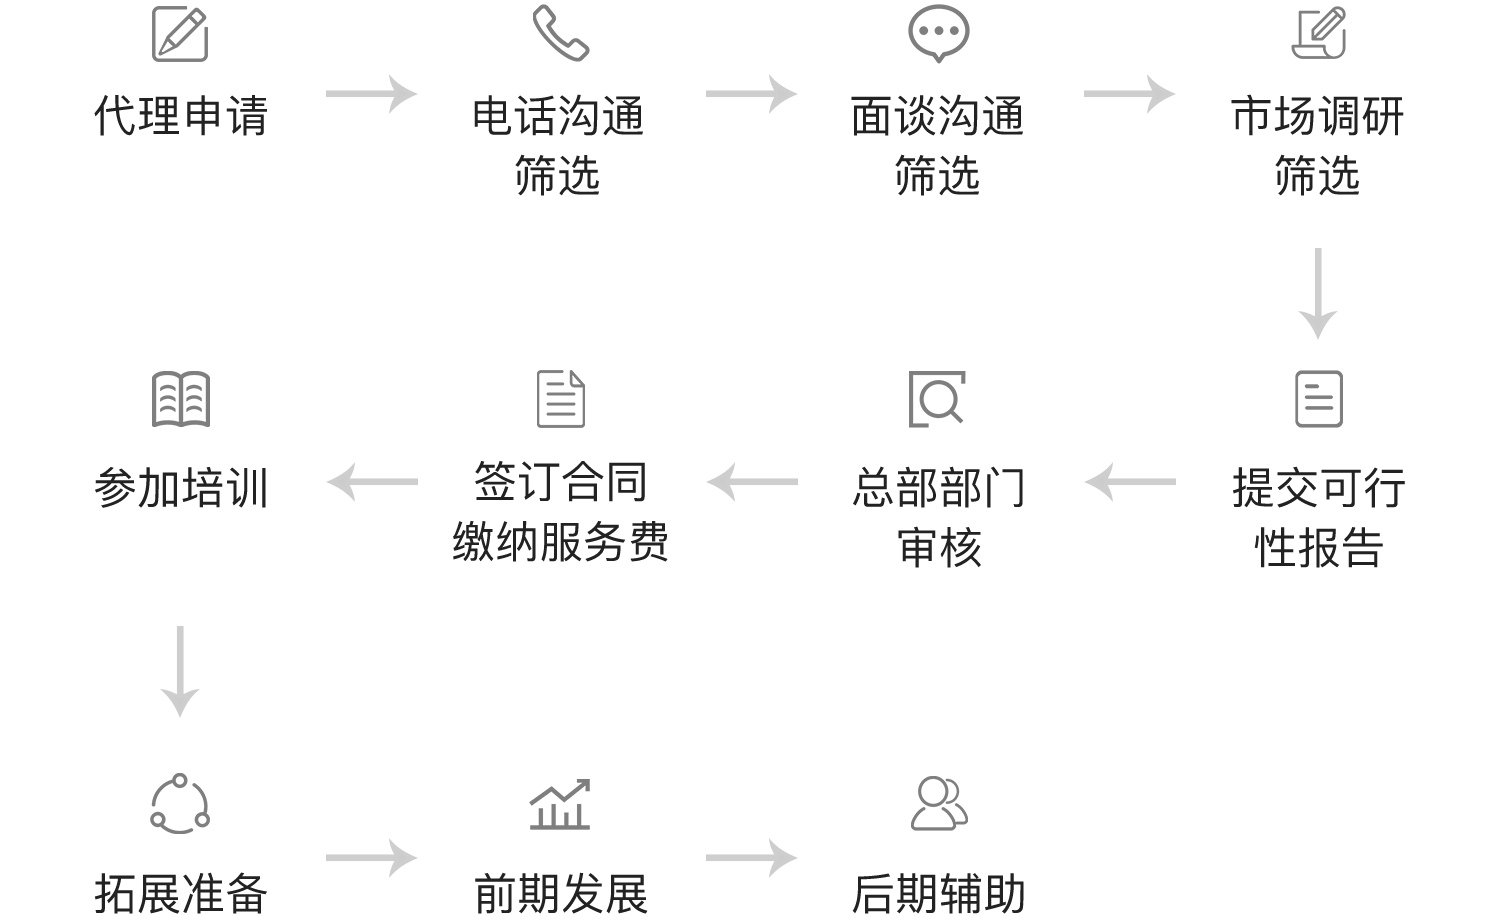 代理申请
电话沟通
筛选
面谈沟通
筛选
市场调研
筛选
提交可行
性报告
总部部门
审核
签订合同
缴纳服务费
参加培训
拓展准备
前期发展
后期辅助